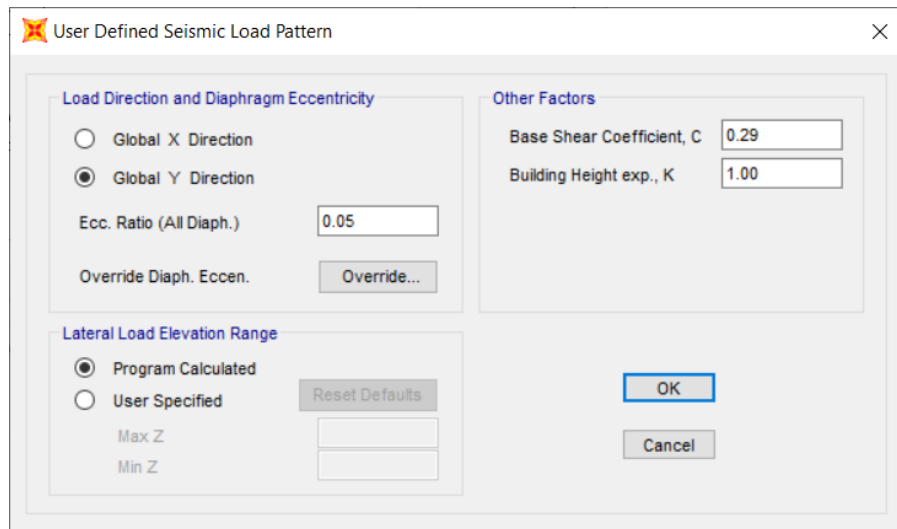 User Defined Seismic Load Pattern
Load Direction and Diaphragm Eccentricity
Global X Direction
Global Y Direction
Ecc. Ratio (All Diaph.) 0.05
Override Diaph. Eccen. Override...
Other Factors
Base Shear Coefficient, C 0.29
Building Height exp., K 1.00
Lateral Load Elevation Range
Program Calculated
User Specified Reset Defaults
Max Z
Min Z
OK
Cancel